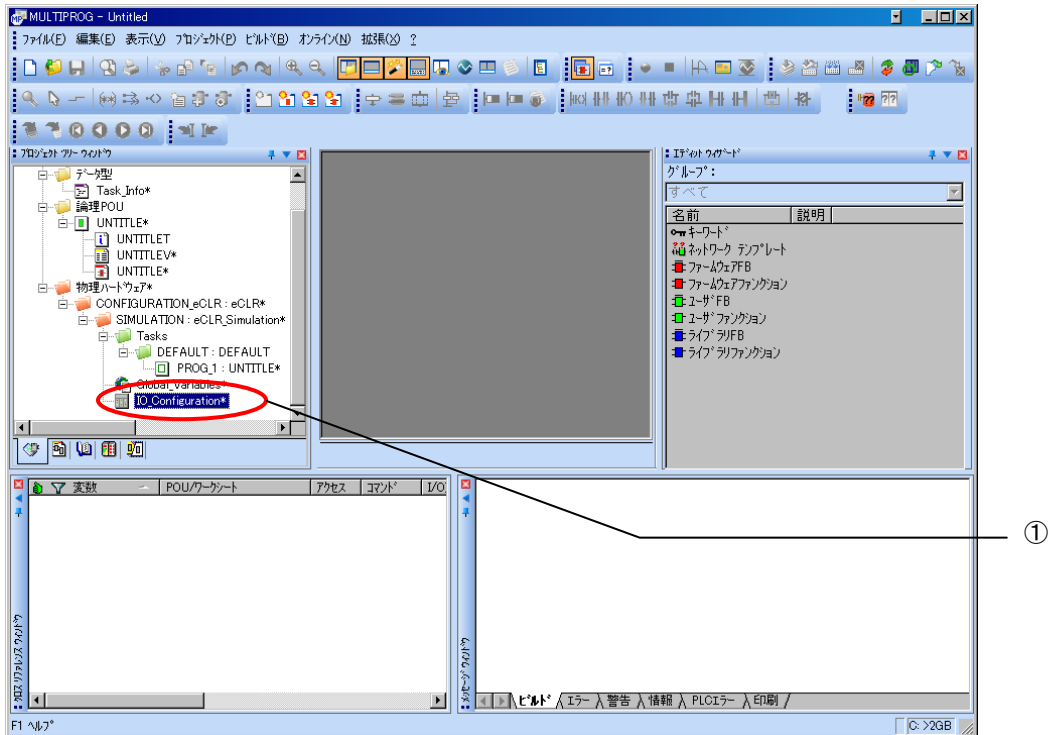 MULTIPROG - Untitled
ファイル(F) 編集(E) 表示(V) プロジェクト(P) ビルド(B) オンライン(N) 拡張(X) ?
プロジェクト ツリー ウィンドウ
データ型
Task_Info*
論理POU
UNTITLE*
UNTITLET
UNTITLEV*
UNTITLE*
物理ハードウェア*
CONFIGURATION_eCLR : eCLR*
SIMULATION : eCLR_Simulation*
Tasks
DEFAULT : DEFAULT
PROG_1 : UNTITLE*
Global_Variables*
IO_Configuration*
エディット ウィザード
グループ :
すべて
名前 説明
キーワード
ネットワーク テンプレート
ファームウェアFB
ファームウェアファンクション
ユーザFB
ユーザファンクション
ライブラリFB
ライブラリファンクション
①
変数 POU/ワークシート アクセス コマンド I/O
クロス リファレンス ウィンドウ
メッセージ ウィンドウ
ビルド エラー 警告 情報 PLCエラー 印刷
F1 ヘルプ
C: >2GB